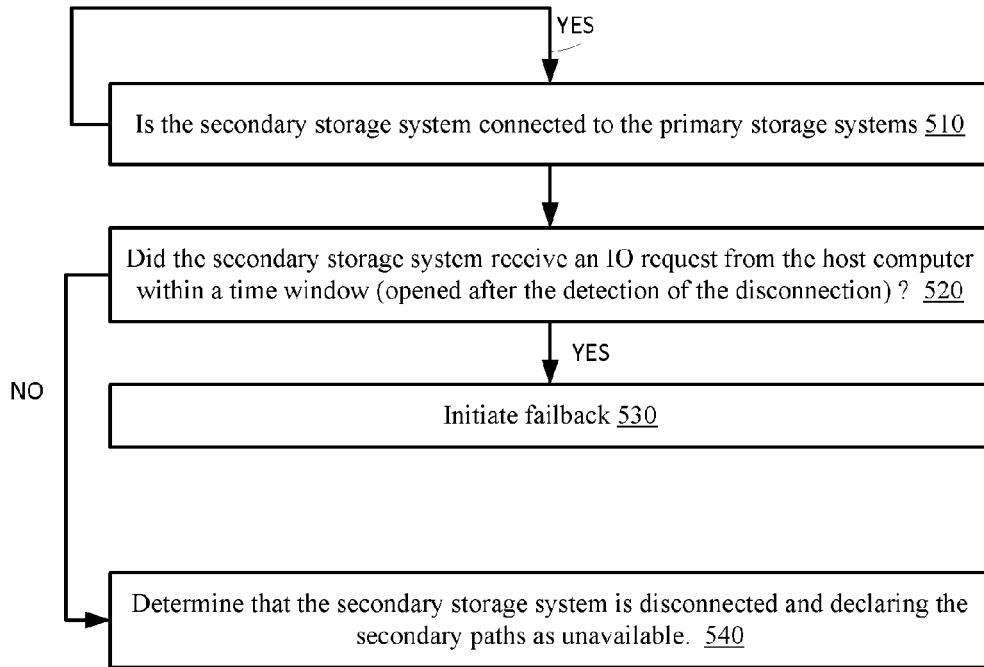 YES
Is the secondary storage system connected to the primary storage systems 510
Did the secondary storage system receive an IO request from the host computer
within a time window (opened after the detection of the disconnection) ? 520
YES
NO
Initiate failback 530
Determine that the secondary storage system is disconnected and declaring the
secondary paths as unavailable. 540